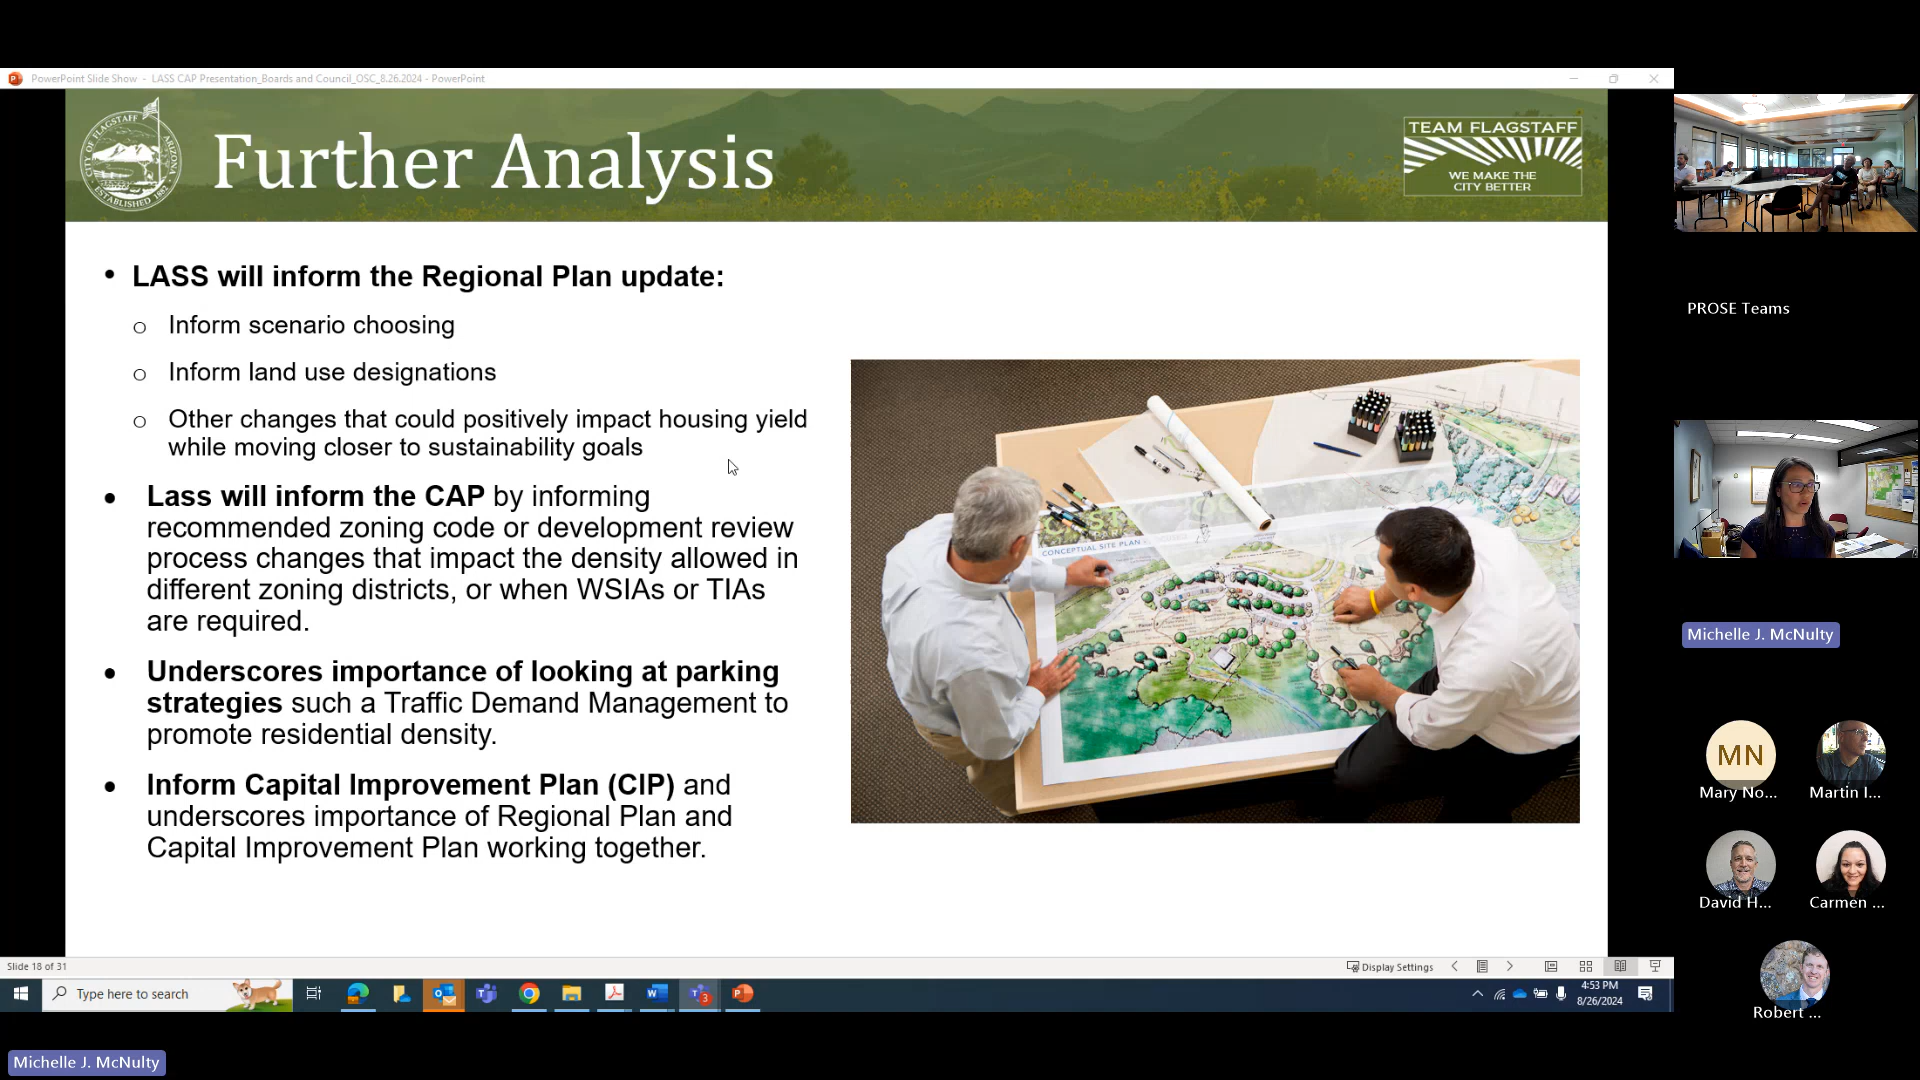 PowerPoint Slide Show - LASS CAP Presentation_Boards and Council_OSC_8.26.2024 - PowerPoint
CITY OF FLAGSTAFF ARIZONA
ESTABLISHED 1882
Further Analysis
TEAM FLAGSTAFF
WE MAKE THE
CITY BETTER
• LASS will inform the Regional Plan update:
o Inform scenario choosing
o Inform land use designations
o Other changes that could positively impact housing yield
while moving closer to sustainability goals
• Lass will inform the CAP by informing
recommended zoning code or development review
process changes that impact the density allowed in
different zoning districts, or when WSIAs or TIAs
are required.
• Underscores importance of looking at parking
strategies such a Traffic Demand Management to
promote residential density.
• Inform Capital Improvement Plan (CIP) and
underscores importance of Regional Plan and
Capital Improvement Plan working together.
CONCEPTUAL SITE PLAN
PROSE Teams
Michelle J. McNulty
MN
Mary No...
Martin I...
David H...
Carmen ...
Robert ...
Slide 18 of 31
Display Settings
Type here to search
3
4:53 PM
8/26/2024
Michelle J. McNulty